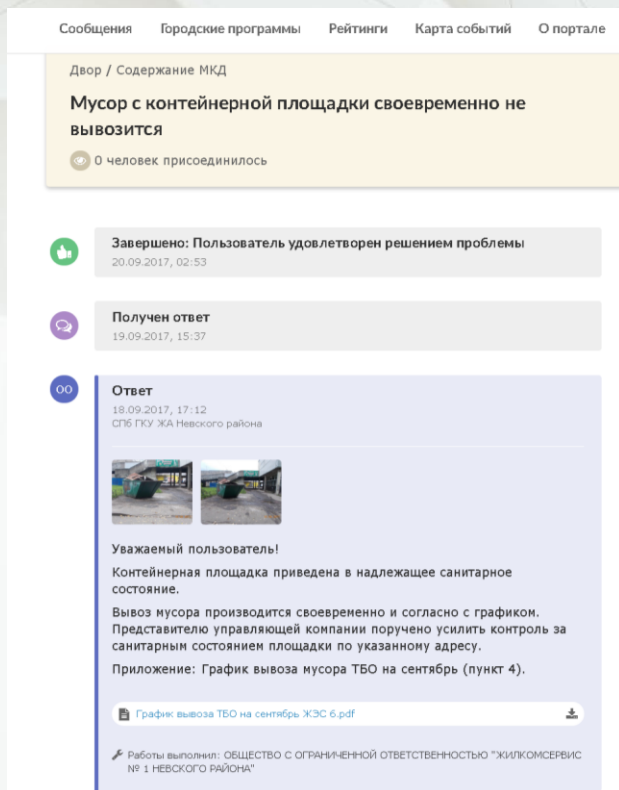 Сообщения Городские программы Рейтинги Карта событий О портале
Двор / Содержание МКД
Мусор с контейнерной площадки своевременно не
вывозится
0 человек присоединилось
Завершено: Пользователь удовлетворен решением проблемы
20.09.2017, 02:53
Получен ответ
19.09.2017, 15:37
ОО
Ответ
18.09.2017, 17:12
СПб ГКУ ЖА Невского района
Уважаемый пользователь!
Контейнерная площадка приведена в надлежащее санитарное
состояние.
Вывоз мусора производится своевременно и согласно с графиком.
Представителю управляющей компании поручено усилить контроль за
санитарным состоянием площадки по указанному адресу.
Приложение: График вывоза мусора ТБО на сентябрь (пункт 4).
График вывоза ТБО на сентябрь ЖЭС 6.pdf
Работы выполнил: ОБЩЕСТВО С ОГРАНИЧЕННОЙ ОТВЕТСТВЕННОСТЬЮ "ЖИЛКОМСЕРВИС
№ 1 НЕВСКОГО РАЙОНА"